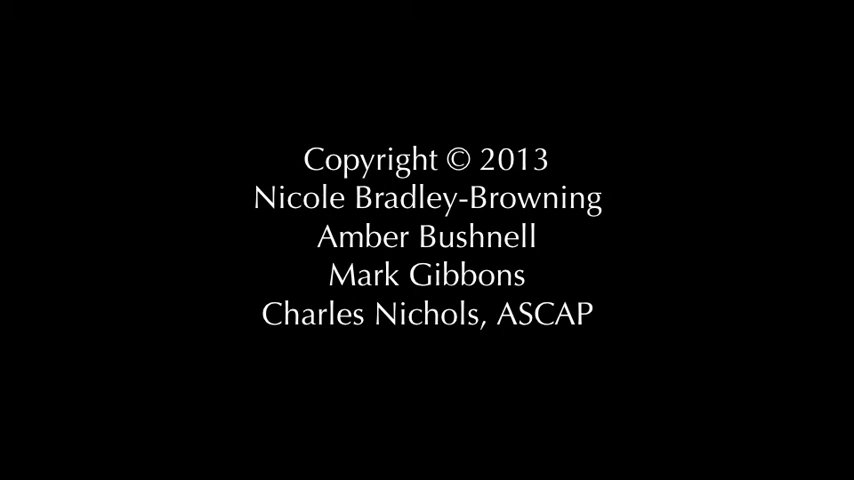 Copyright © 2013
Nicole Bradley-Browning
Amber Bushnell
Mark Gibbons
Charles Nichols, ASCAP